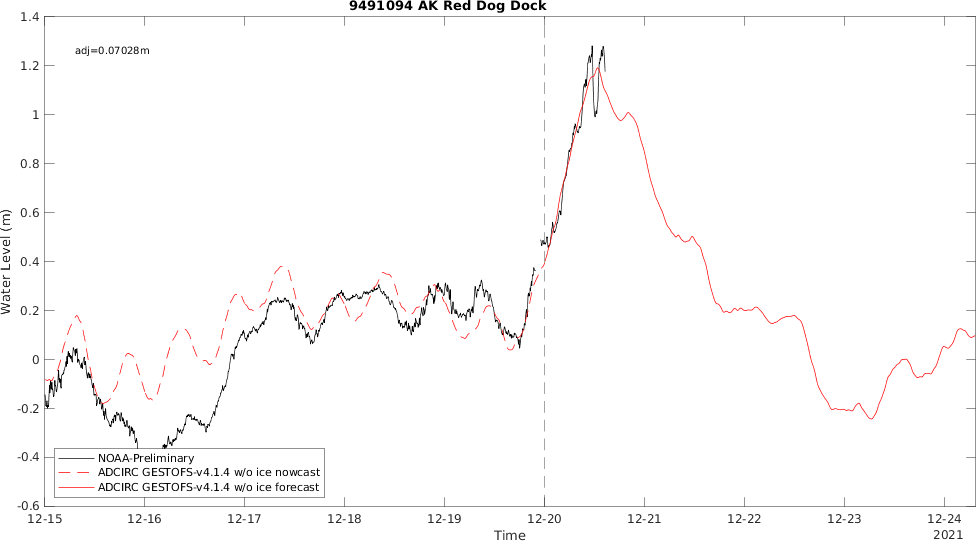 9491094 AK Red Dog Dock
adj=0.07028m
Water Level (m)
1.4
1.2
1
0.8
0.6
0.4
0.2
0
-0.2
-0.4
-0.6
NOAA-Preliminary
ADCIRC GESTOFS-v4.1.4 w/o ice nowcast
ADCIRC GESTOFS-v4.1.4 w/o ice forecast
12-15 12-16 12-17 12-18 12-19 12-20 12-21 12-22 12-23 12-24
Time
2021